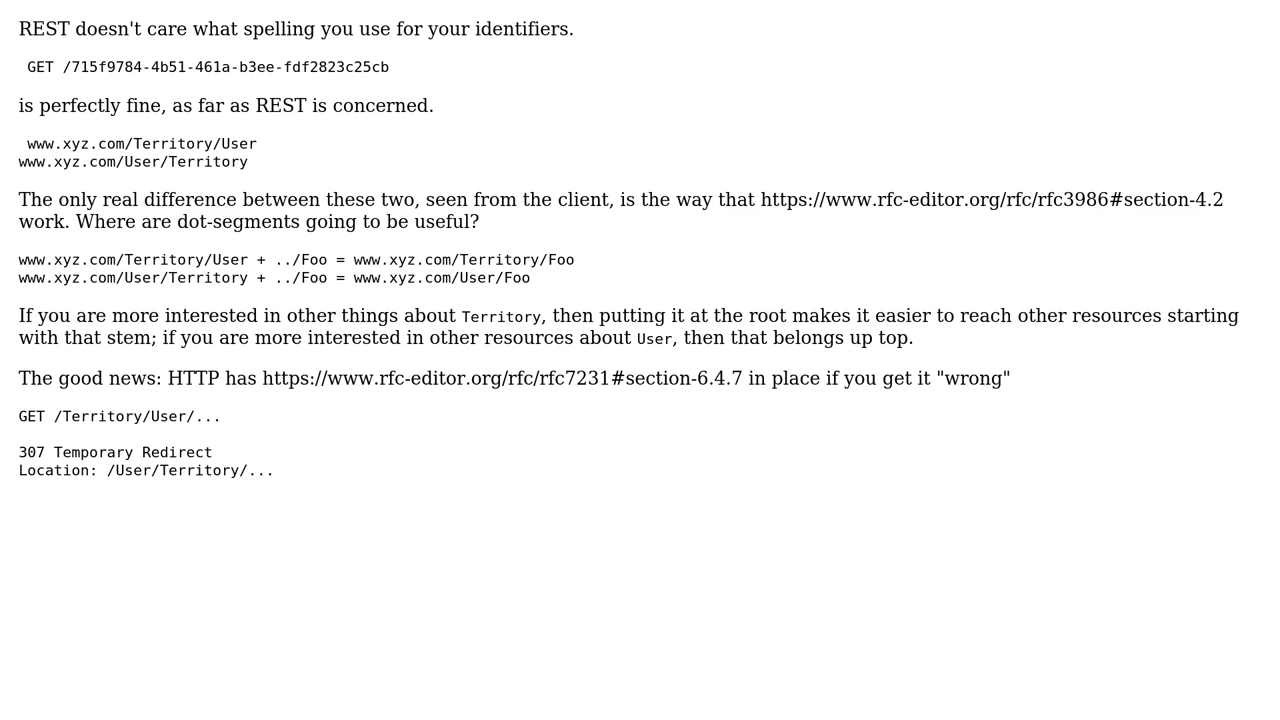 REST doesn't care what spelling you use for your identifiers.
GET /715f9784-4b51-461a-b3ee-fdf2823c25cb
is perfectly fine, as far as REST is concerned.
www.xyz.com/Territory/User
www.xyz.com/User/Territory
The only real difference between these two, seen from the client, is the way that https://www.rfc-editor.org/rfc/rfc3986#section-4.2
work. Where are dot-segments going to be useful?
www.xyz.com/Territory/User + ../Foo = www.xyz.com/Territory/Foo
www.xyz.com/User/Territory + ../Foo = www.xyz.com/User/Foo
If you are more interested in other things about Territory, then putting it at the root makes it easier to reach other resources starting
with that stem; if you are more interested in other resources about User, then that belongs up top.
The good news: HTTP has https://www.rfc-editor.org/rfc/rfc7231#section-6.4.7 in place if you get it "wrong"
GET /Territory/User/...
307 Temporary Redirect
Location: /User/Territory/...